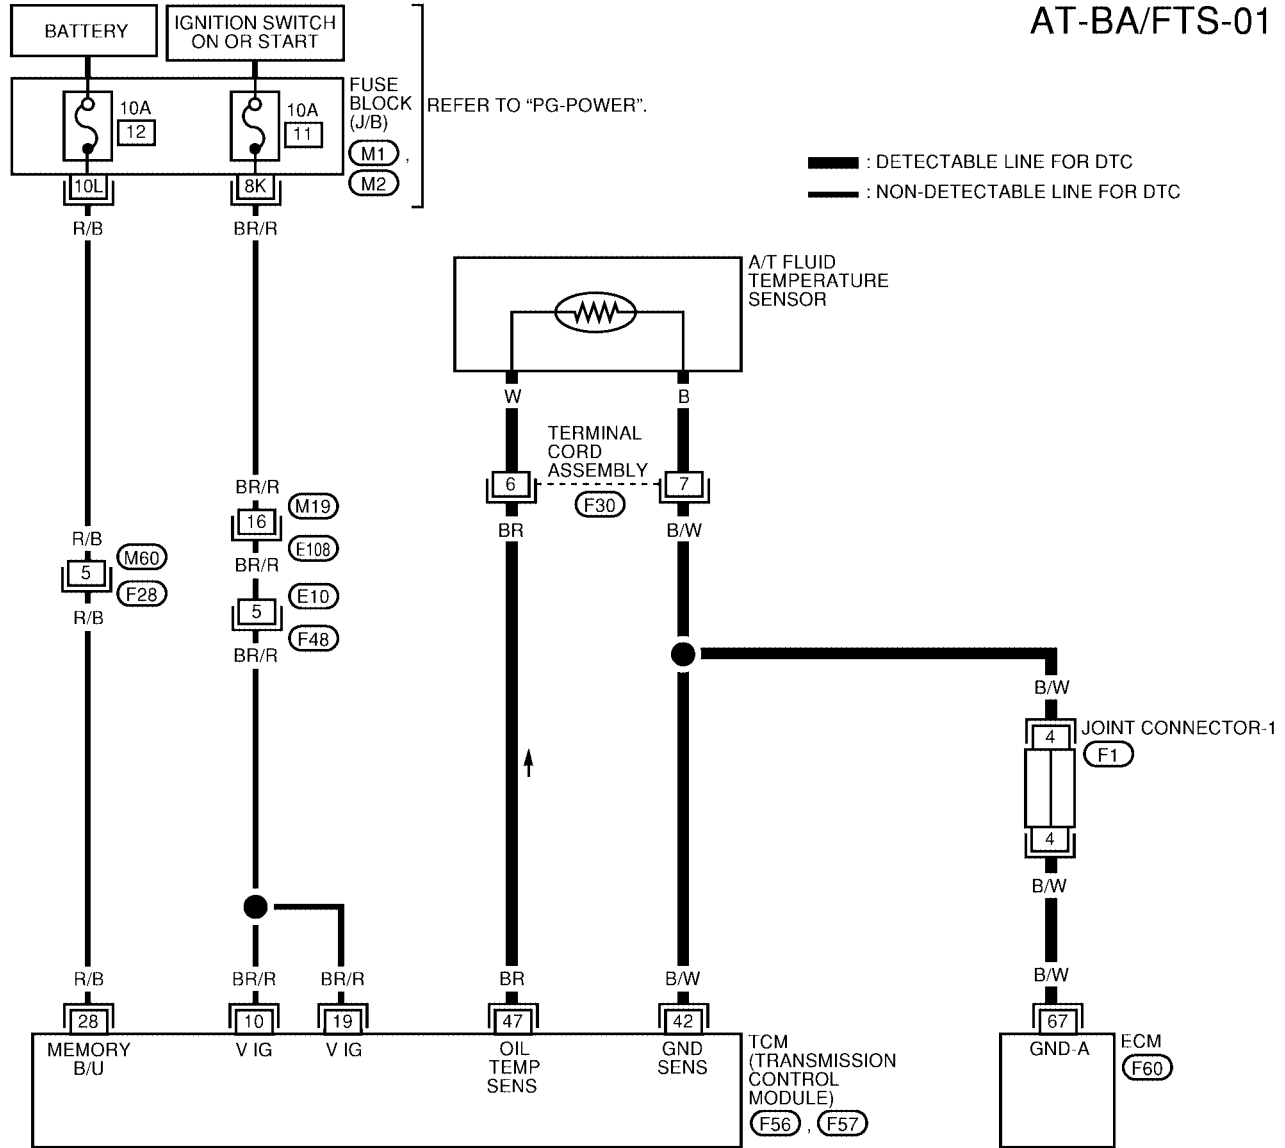 AT-BA/FTS-01
BATTERY
IGNITION SWITCH
ON OR START
10A
12
10A
11
FUSE
BLOCK
(J/B)
M1 ,
M2
REFER TO “PG-POWER”.
: DETECTABLE LINE FOR DTC
: NON-DETECTABLE LINE FOR DTC
10L
8K
R/B
BR/R
A/T FLUID
TEMPERATURE
SENSOR
W
B
TERMINAL
CORD
ASSEMBLY
6
7
F30
BR
B/W
BR/R
16
M19
E108
R/B
BR/R
5
M60
F28
R/B
5
E10
F48
BR/R
B/W
4
JOINT CONNECTOR-1
F1
4
B/W
R/B
BR/R
BR/R
BR
B/W
B/W
28
10
19
47
42
67
MEMORY
B/U
V IG
V IG
OIL
TEMP
SENS
GND
SENS
TCM
(TRANSMISSION
CONTROL
MODULE)
F56 , F57
GND-A
ECM
F60